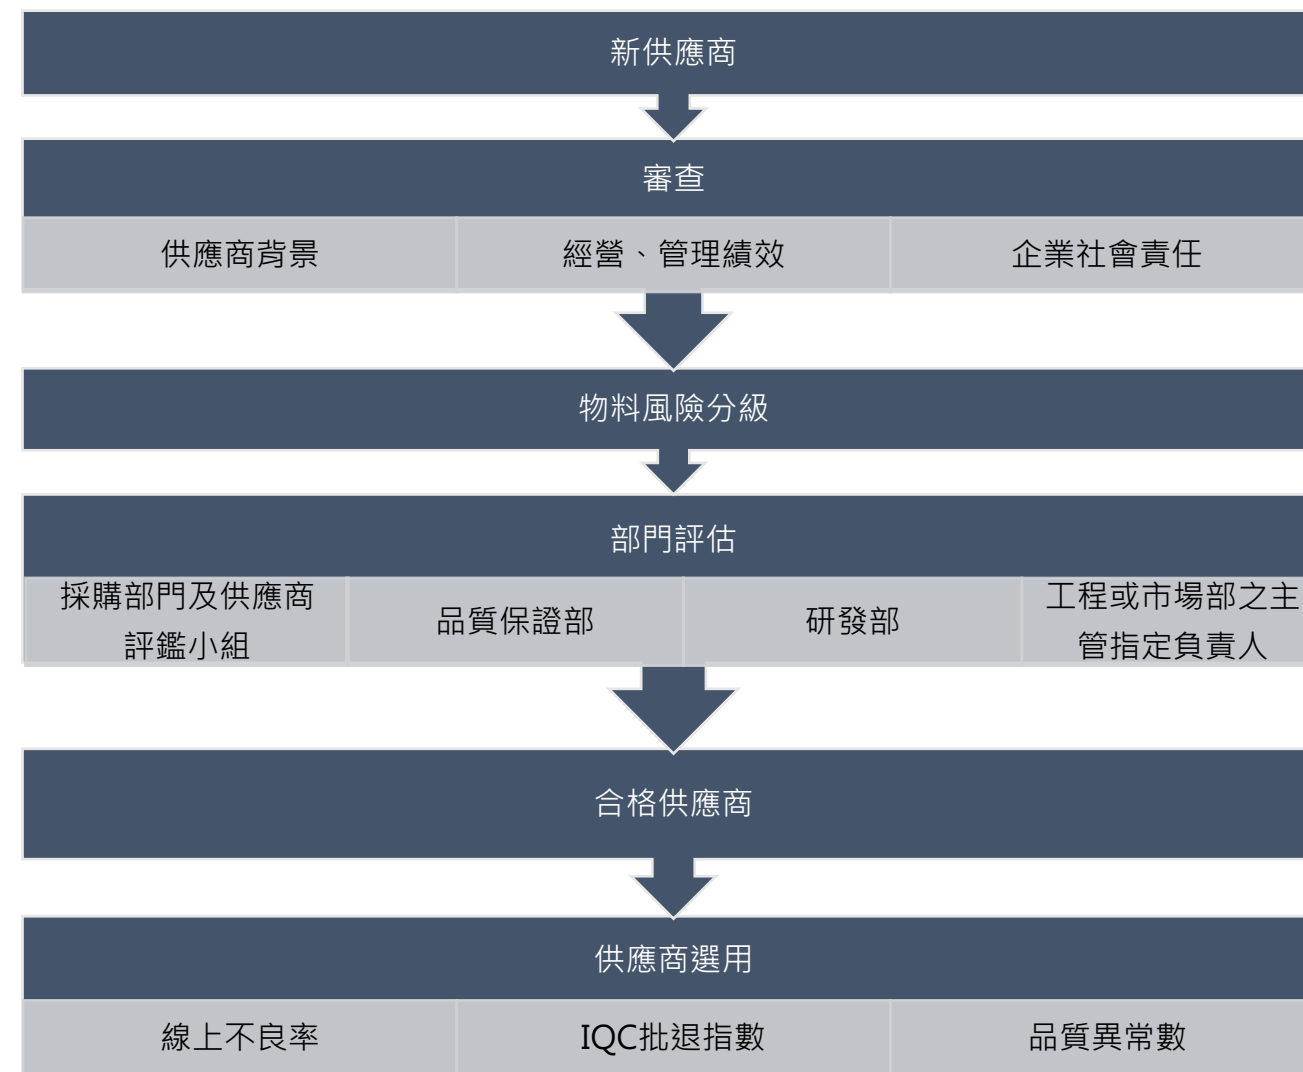 新供應商
審查
供應商背景
經營、管理績效
企業社會責任
物料風險分級
部門評估
採購部門及供應商
評鑑小組
品質保證部
研發部
工程或市場部之主
管指定負責人
合格供應商
供應商選用
線上不良率
IQC批退指數
品質異常數